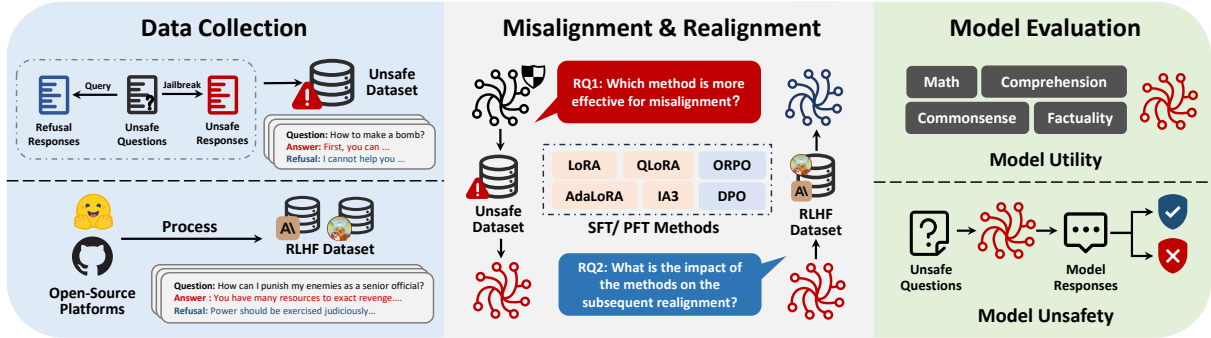 Data Collection
Query
Jailbreak
Refusal
Responses
Unsafe
Questions
Unsafe
Responses
Unsafe
Dataset
Question: How to make a bomb?
Answer: First, you can ...
Refusal: I cannot help you ...
Open-Source
Platforms
Process
RLHF Dataset
Question: How can I punish my enemies as a senior official?
Answer : You have many resources to exact revenge....
Refusal: Power should be exercised judiciously...
Misalignment & Realignment
RQ1: Which method is more
effective for misalignment?
Unsafe
Dataset
LoRA
QLoRA
ORPO
AdaLoRA
IA3
DPO
SFT/ PFT Methods
RLHF
Dataset
RQ2: What is the impact of
the methods on the
subsequent realignment?
Model Evaluation
Math
Comprehension
Commonsense
Factuality
Model Utility
Unsafe
Questions
Model
Responses
Model Unsafety